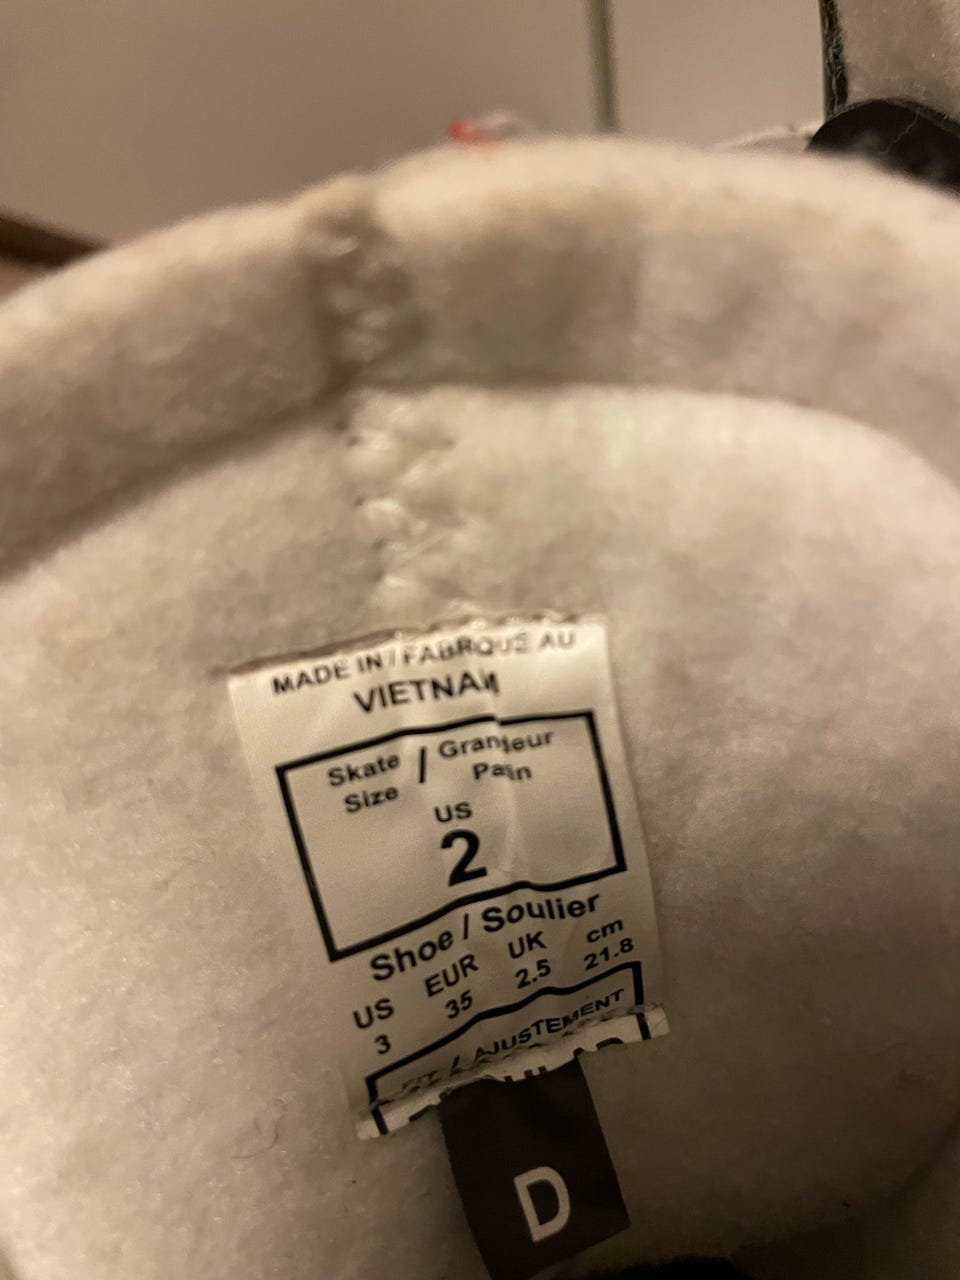 MADE IN / FABRIQUÉ AU
VIETNAM
Skate Size / Grandeur Patin
US
2
Shoe / Soulier
US EUR UK cm
3 35 2.5 21.8
FIT / AJUSTEMENT
D